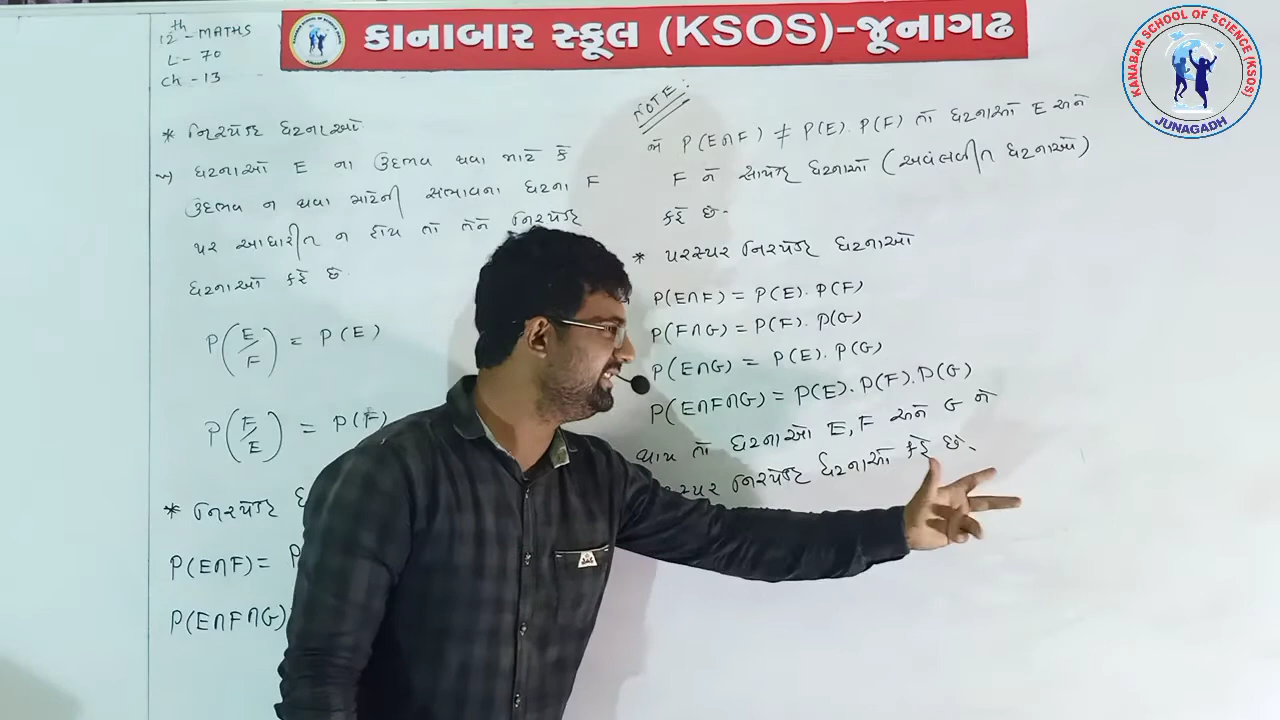 કાનાબાર સ્કૂલ (KSOS)-જૂનાગઢ
KANABAR SCHOOL OF SCIENCE (KSOS)
JUNAGADH
12th - MATHS
L - 70
Ch - 13
* નિરપેક્ષ ઘટનાઓ
→ ઘટનાઓ E ના ઉદભવ થવા માટે કે
ઉદભવ ન થવા માટેની સંભાવના ઘટના F
પર આધારીત ન હોય તો તેને નિરપેક્ષ
ઘટનાઓ કહે છે.
P(E/F) = P(E)
P(F/E) = P(F)
* નિરપેક્ષ
P(E∩F) = P
P(E∩F∩G)
NOTE :
જો P(E∩F) ≠ P(E). P(F) તો ઘટનાઓ E અને
F ને સાપેક્ષ ઘટનાઓ (અવલંબીત ઘટનાઓ)
કહે છે.
* પરસ્પર નિરપેક્ષ ઘટનાઓ
P(E∩F) = P(E). P(F)
P(F∩G) = P(F). P(G)
P(E∩G) = P(E). P(G)
P(E∩F∩G) = P(E). P(F). P(G)
થાય તો ઘટનાઓ E, F અને G ને
નિરપેક્ષ ઘટનાઓ કહે છે.